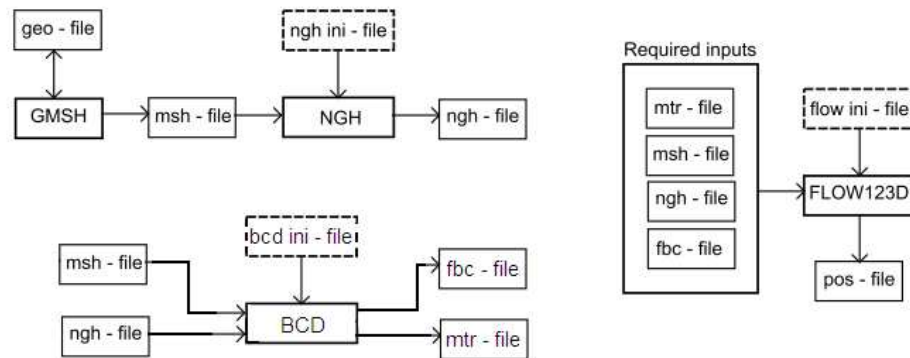 geo - file
ngh ini - file
GMSH
msh - file
NGH
ngh - file
msh - file
bcd ini - file
fbc - file
ngh - file
BCD
mtr - file
Required inputs
mtr - file
msh - file
ngh - file
fbc - file
flow ini - file
FLOW123D
pos - file